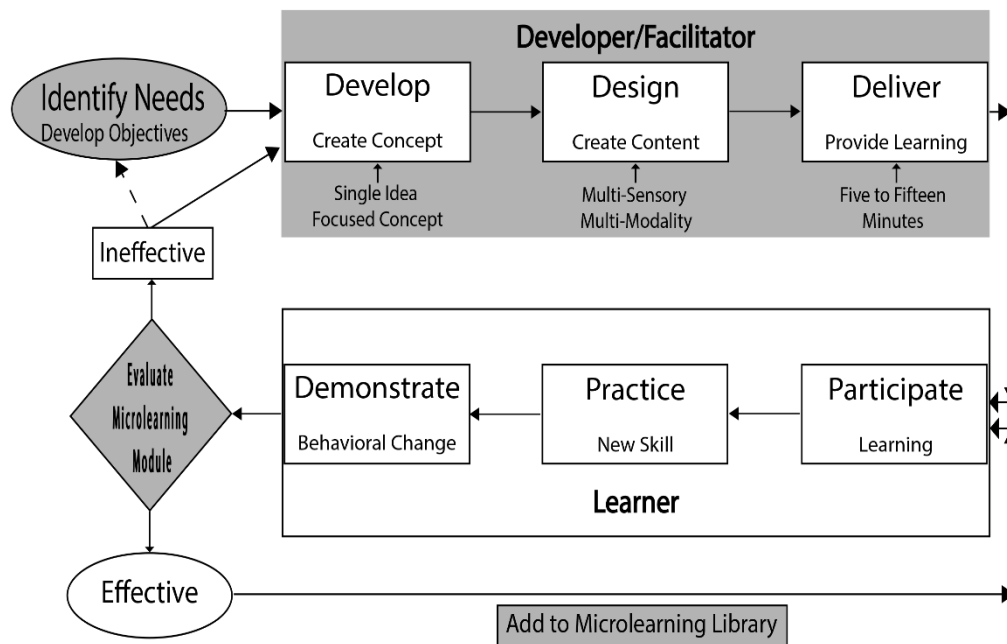 Developer/Facilitator
Identify Needs
Develop Objectives
Develop
Create Concept
Design
Create Content
Deliver
Provide Learning
Single Idea
Focused Concept
Multi-Sensory
Multi-Modality
Five to Fifteen
Minutes
Ineffective
Evaluate
Microlearning
Module
Demonstrate
Behavioral Change
Practice
New Skill
Participate
Learning
Learner
Effective
Add to Microlearning Library